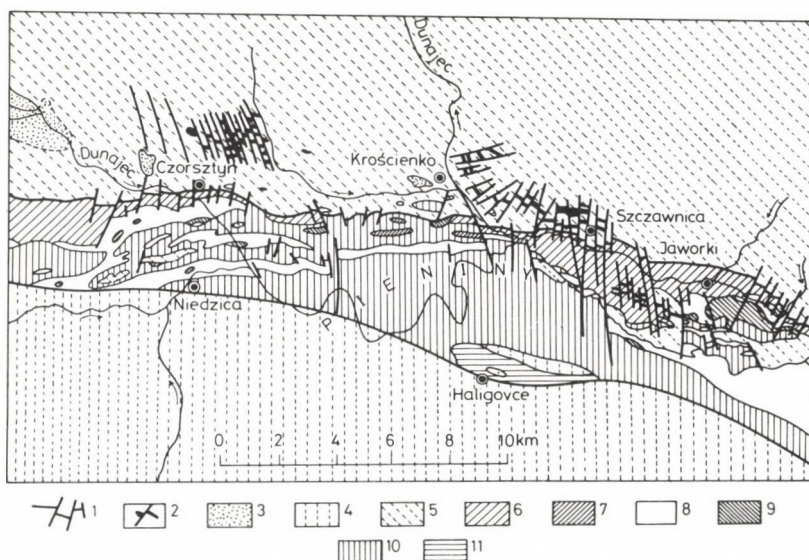 Dunajec
Dunajec
Czorsztyn
Krościenko
Szczawnica
Jaworki
PIENINY
Niedzica
Haligovce
0 2 4 6 8 10km
1 2 3 4 5 6 7 8 9
10 11